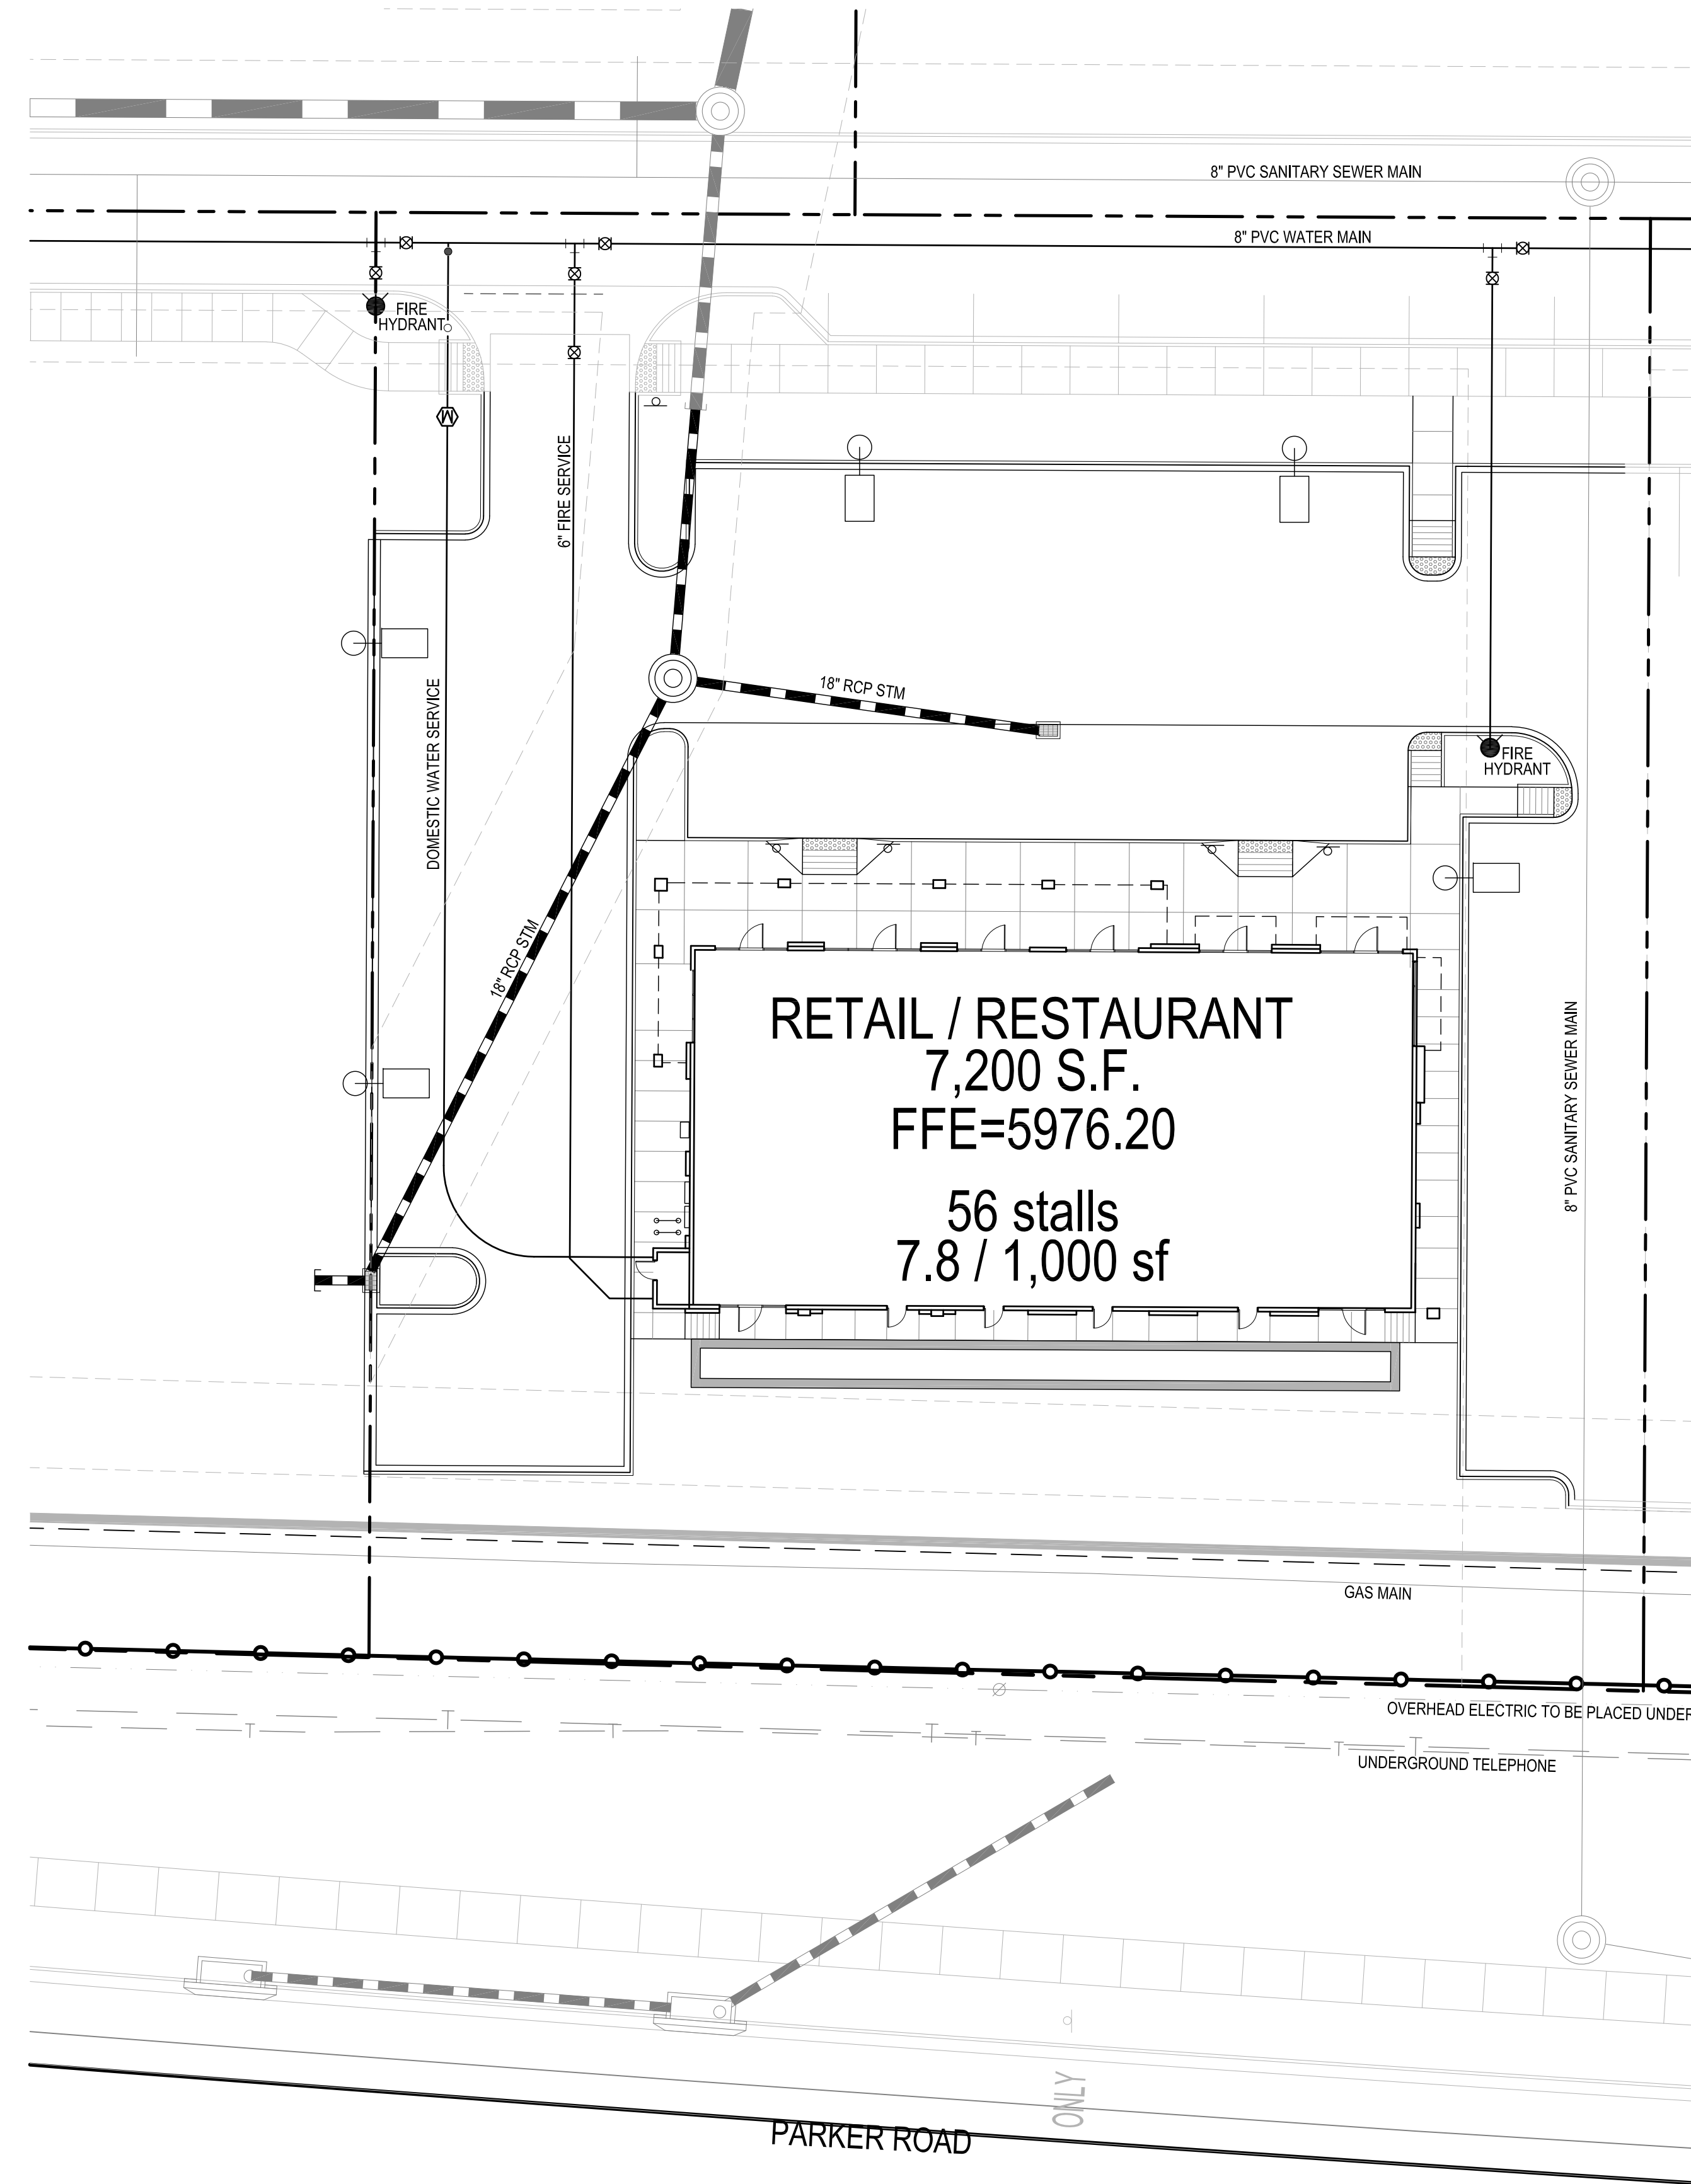 8" PVC SANITARY SEWER MAIN
8" PVC WATER MAIN
FIRE
HYDRANT
M
6" FIRE SERVICE
DOMESTIC WATER SERVICE
18" RCP STM
FIRE
HYDRANT
18" RCP STM
RETAIL / RESTAURANT
7,200 S.F.
FFE=5976.20
56 stalls
7.8 / 1,000 sf
8" PVC SANITARY SEWER MAIN
GAS MAIN
OVERHEAD ELECTRIC TO BE PLACED UNDER
UNDERGROUND TELEPHONE
ONLY
PARKER ROAD